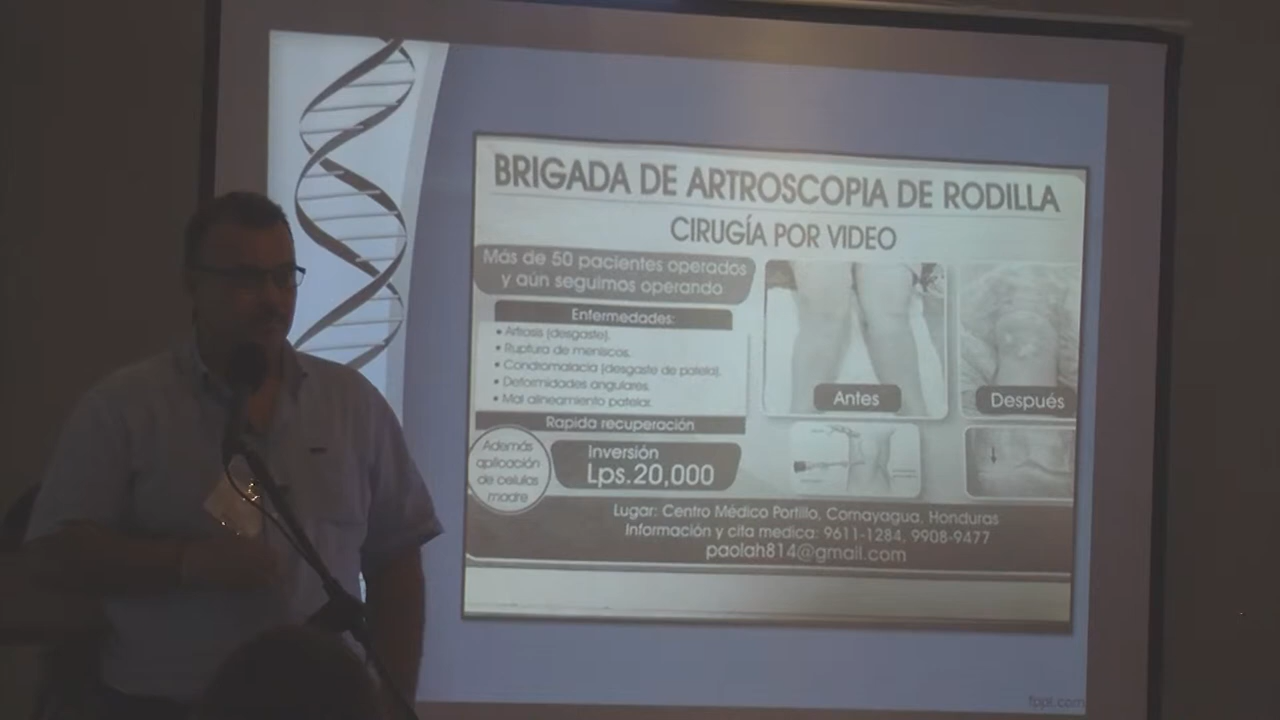 BRIGADA DE ARTROSCOPIA DE RODILLA
CIRUGÍA POR VIDEO
Más de 50 pacientes operados
y aún seguimos operando
Enfermedades:
• Artrosis (desgaste).
• Ruptura de meniscos.
• Condromalacia (desgaste de patela).
• Deformidades angulares.
• Mal alineamiento patelar.
Rapida recuperación
Además
aplicación
de celulas
madre
Inversión
Lps.20,000
Antes
Después
Lugar: Centro Médico Portillo, Comayagua, Honduras
Información y cita medica: 9611-1284, 9908-9477
paolah814@gmail.com
fppt.com